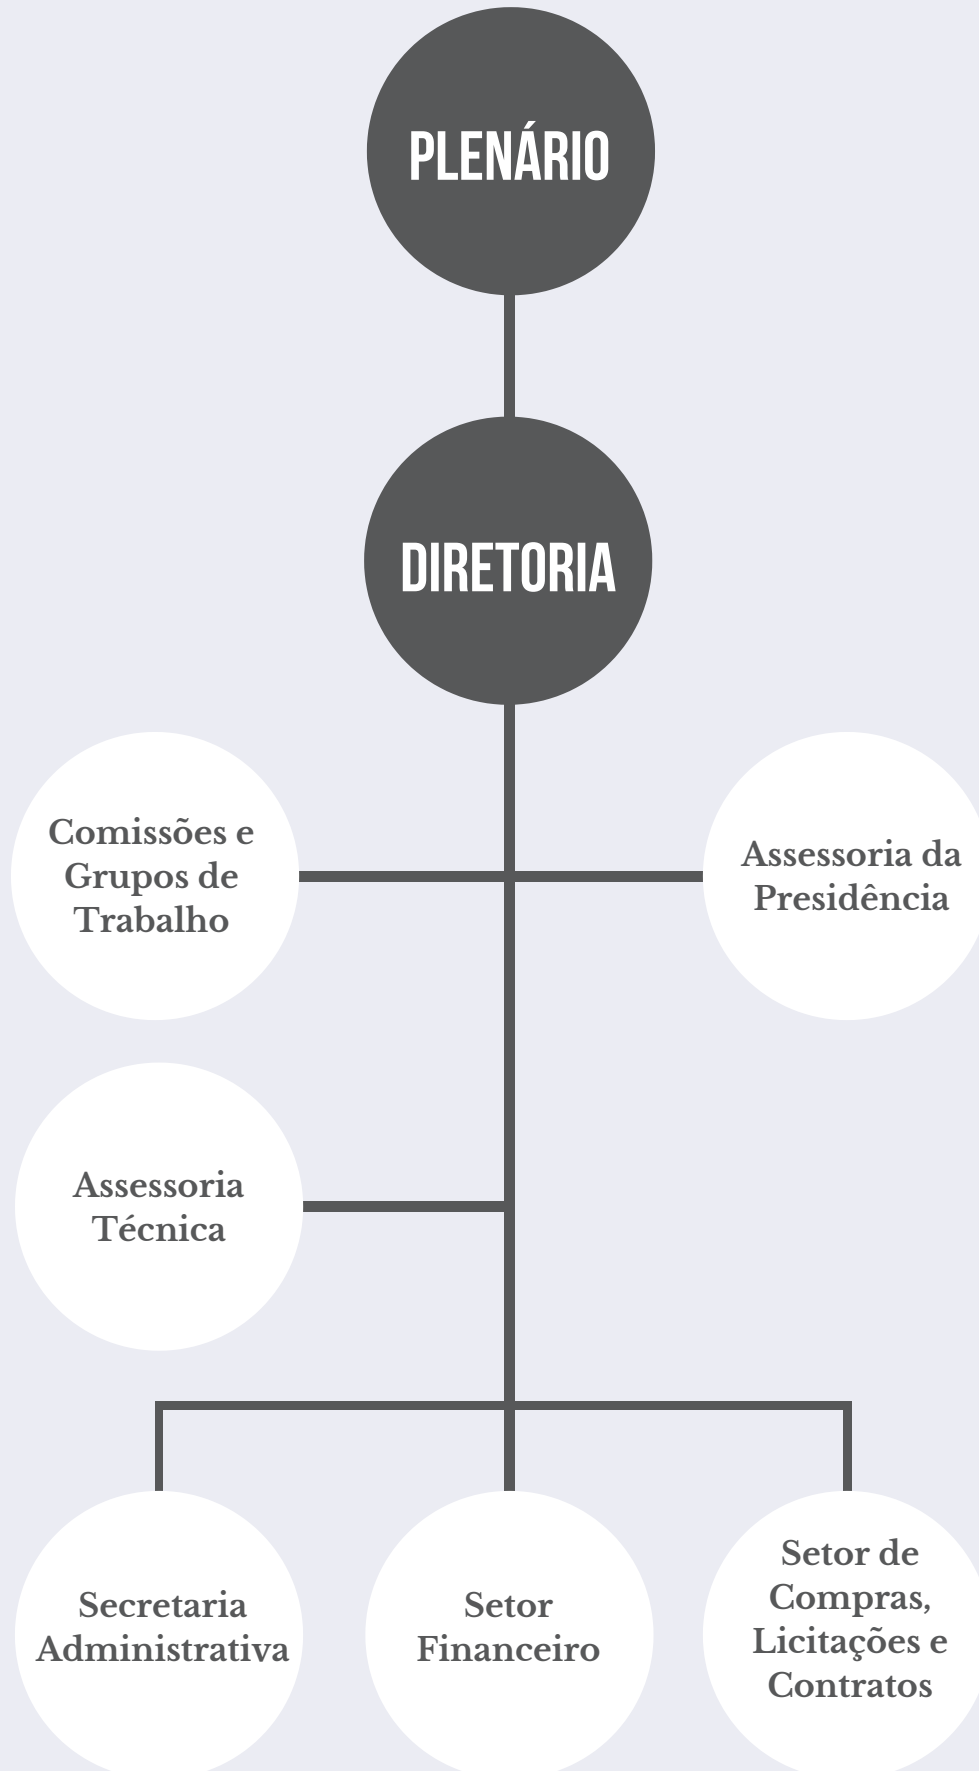 PLENÁRIO
DIRETORIA
Comissões e
Grupos de
Trabalho
Assessoria da
Presidência
Assessoria
Técnica
Secretaria
Administrativa
Setor
Financeiro
Setor de
Compras,
Licitações e
Contratos